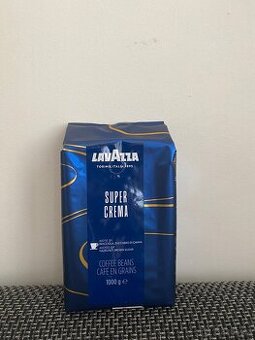 LAVAZZA
TORINO, ITALIA, 1895
SUPER
CREMA
COFFEE BEANS
CAFÉ EN GRAINS
1000 g e